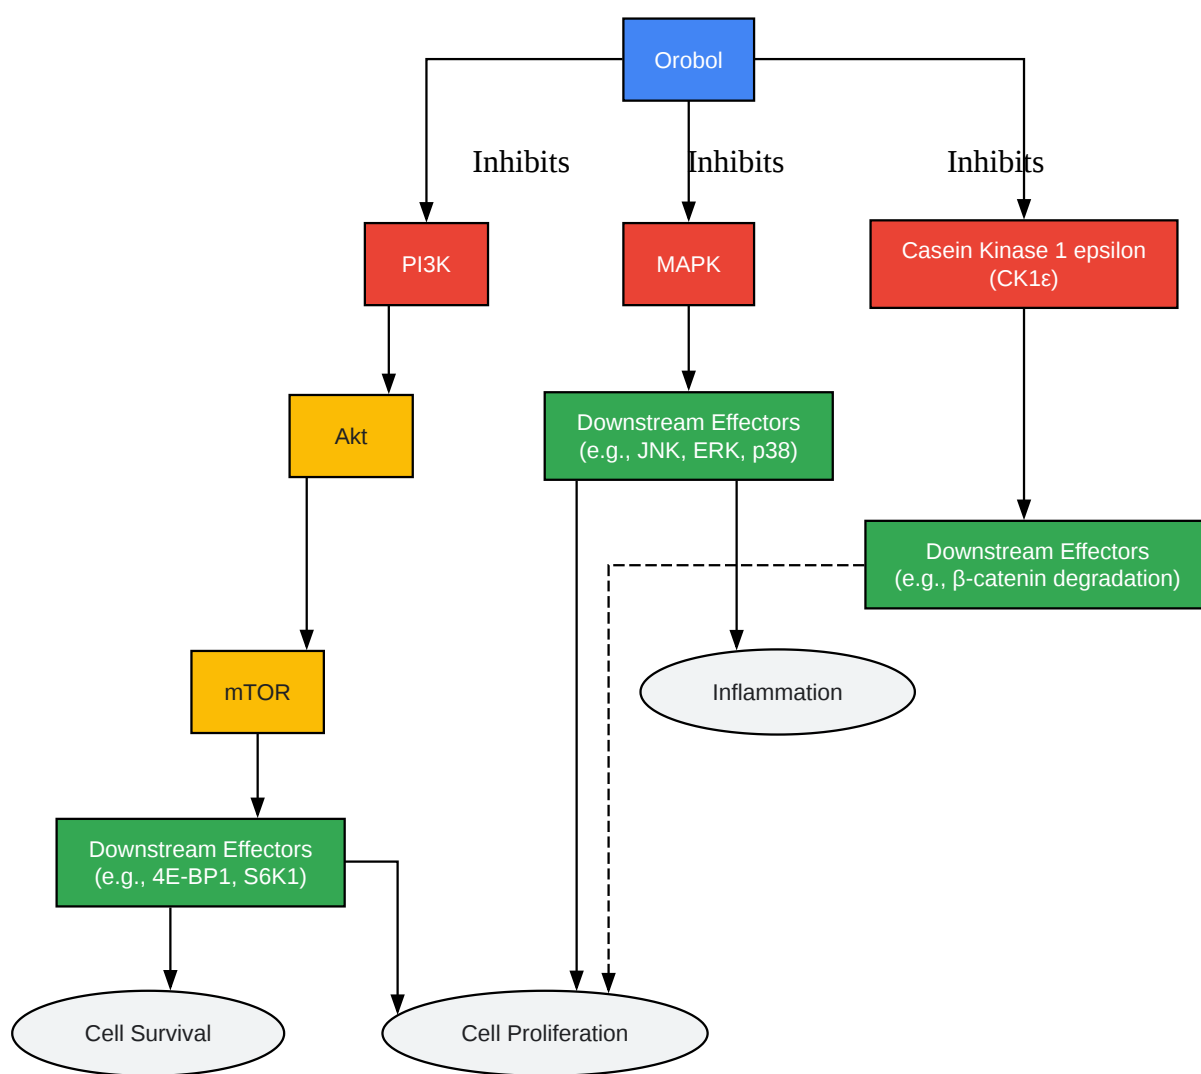 Orobol
Inhibits
Inhibits
Inhibits
PI3K
MAPK
Casein Kinase 1 epsilon
(CK1ε)
Akt
Downstream Effectors
(e.g., JNK, ERK, p38)
Downstream Effectors
(e.g., β-catenin degradation)
mTOR
Inflammation
Downstream Effectors
(e.g., 4E-BP1, S6K1)
Cell Survival
Cell Proliferation